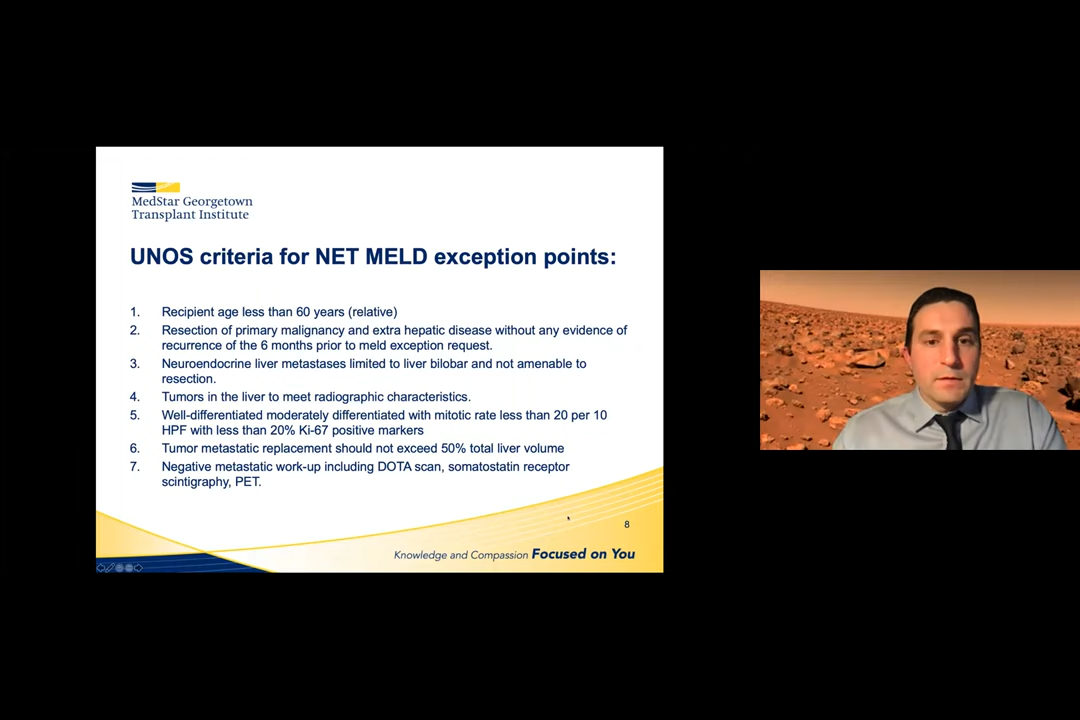 MedStar Georgetown
Transplant Institute
UNOS criteria for NET MELD exception points:
1. Recipient age less than 60 years (relative)
2. Resection of primary malignancy and extra hepatic disease without any evidence of
recurrence of the 6 months prior to meld exception request.
3. Neuroendocrine liver metastases limited to liver bilobar and not amenable to
resection.
4. Tumors in the liver to meet radiographic characteristics.
5. Well-differentiated moderately differentiated with mitotic rate less than 20 per 10
HPF with less than 20% Ki-67 positive markers
6. Tumor metastatic replacement should not exceed 50% total liver volume
7. Negative metastatic work-up including DOTA scan, somatostatin receptor
scintigraphy, PET.
8
Knowledge and Compassion Focused on You